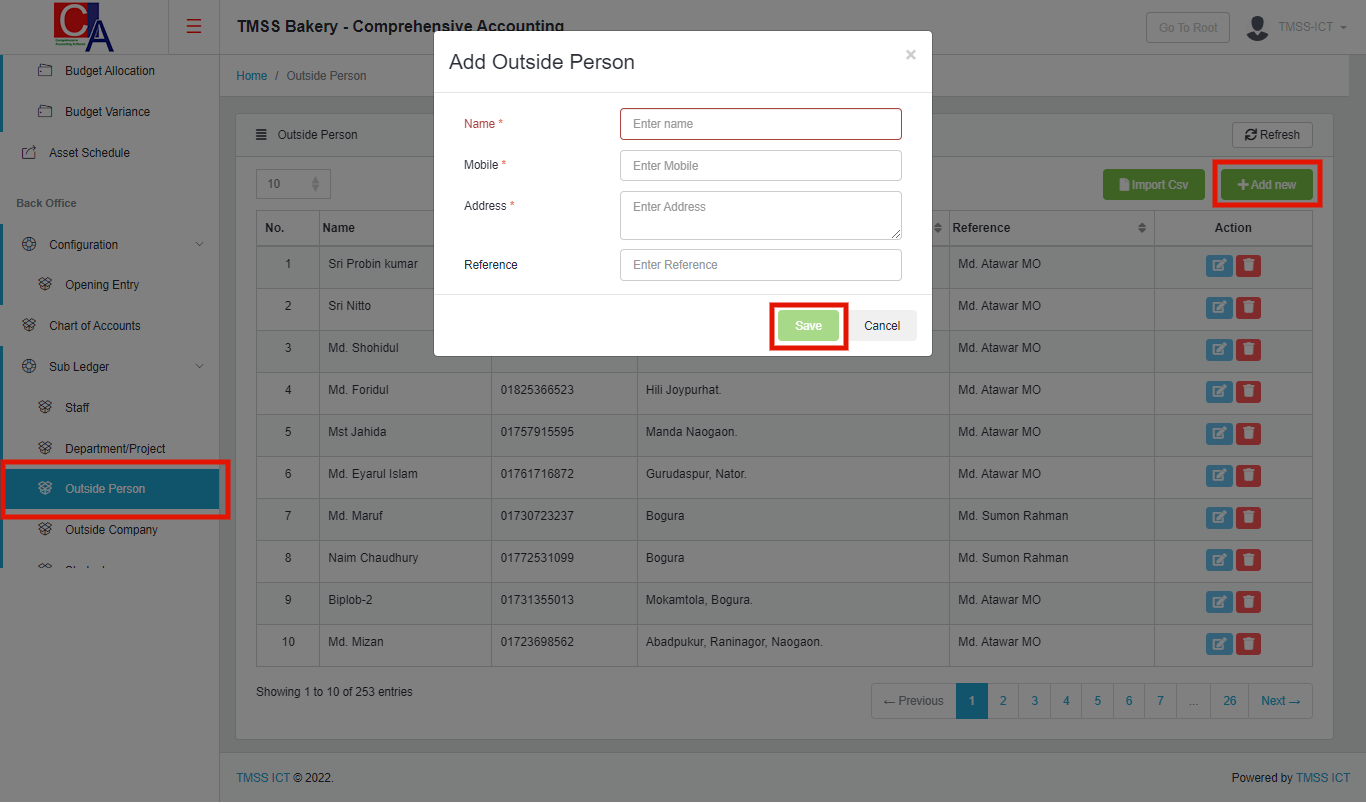 CA
TMSS Bakery - Comprehensive Accounting
Go To Root
TMSS-ICT
Budget Allocation
Budget Variance
Asset Schedule
Back Office
Configuration
Opening Entry
Chart of Accounts
Sub Ledger
Staff
Department/Project
Outside Person
Outside Company
Home / Outside Person
Outside Person
Refresh
10
Import Csv
Add new
Add Outside Person
×
Name *
Enter name
Mobile *
Enter Mobile
Address *
Enter Address
Reference
Enter Reference
Save
Cancel
No. Name Reference Action
1 Sri Probin kumar Md. Atawar MO
2 Sri Nitto Md. Atawar MO
3 Md. Shohidul Md. Atawar MO
4 Md. Foridul 01825366523 Hili Joypurhat. Md. Atawar MO
5 Mst Jahida 01757915595 Manda Naogaon. Md. Atawar MO
6 Md. Eyarul Islam 01761716872 Gurudaspur, Nator. Md. Atawar MO
7 Md. Maruf 01730723237 Bogura Md. Sumon Rahman
8 Naim Chaudhury 01772531099 Bogura Md. Sumon Rahman
9 Biplob-2 01731355013 Mokamtola, Bogura. Md. Atawar MO
10 Md. Mizan 01723698562 Abadpukur, Raninagor, Naogaon. Md. Atawar MO
Showing 1 to 10 of 253 entries
← Previous 1 2 3 4 5 6 7 ... 26 Next →
TMSS ICT © 2022.
Powered by TMSS ICT